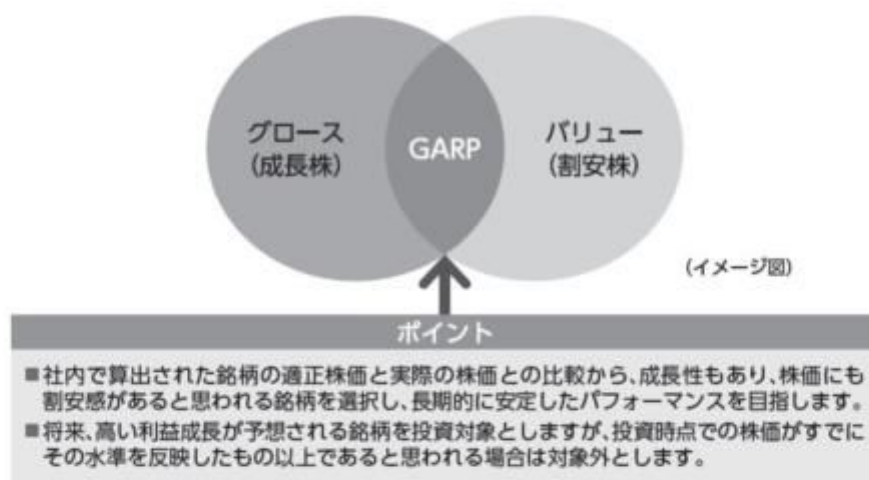 グロース
(成長株)
GARP
バリュー
(割安株)
(イメージ図)
ポイント
■社内で算出された銘柄の適正株価と実際の株価との比較から、成長性もあり、株価にも
割安感があると思われる銘柄を選択し、長期的に安定したパフォーマンスを目指します。
■将来、高い利益成長が予想される銘柄を投資対象としますが、投資時点での株価がすでに
その水準を反映したもの以上であると思われる場合は対象外とします。